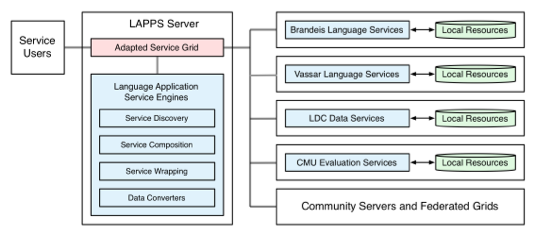 Service
Users
LAPPS Server
Adapted Service Grid
Language Application
Service Engines
Service Discovery
Service Composition
Service Wrapping
Data Converters
Brandeis Language Services
Local Resources
Vassar Language Services
Local Resources
LDC Data Services
Local Resources
CMU Evaluation Services
Local Resources
Community Servers and Federated Grids